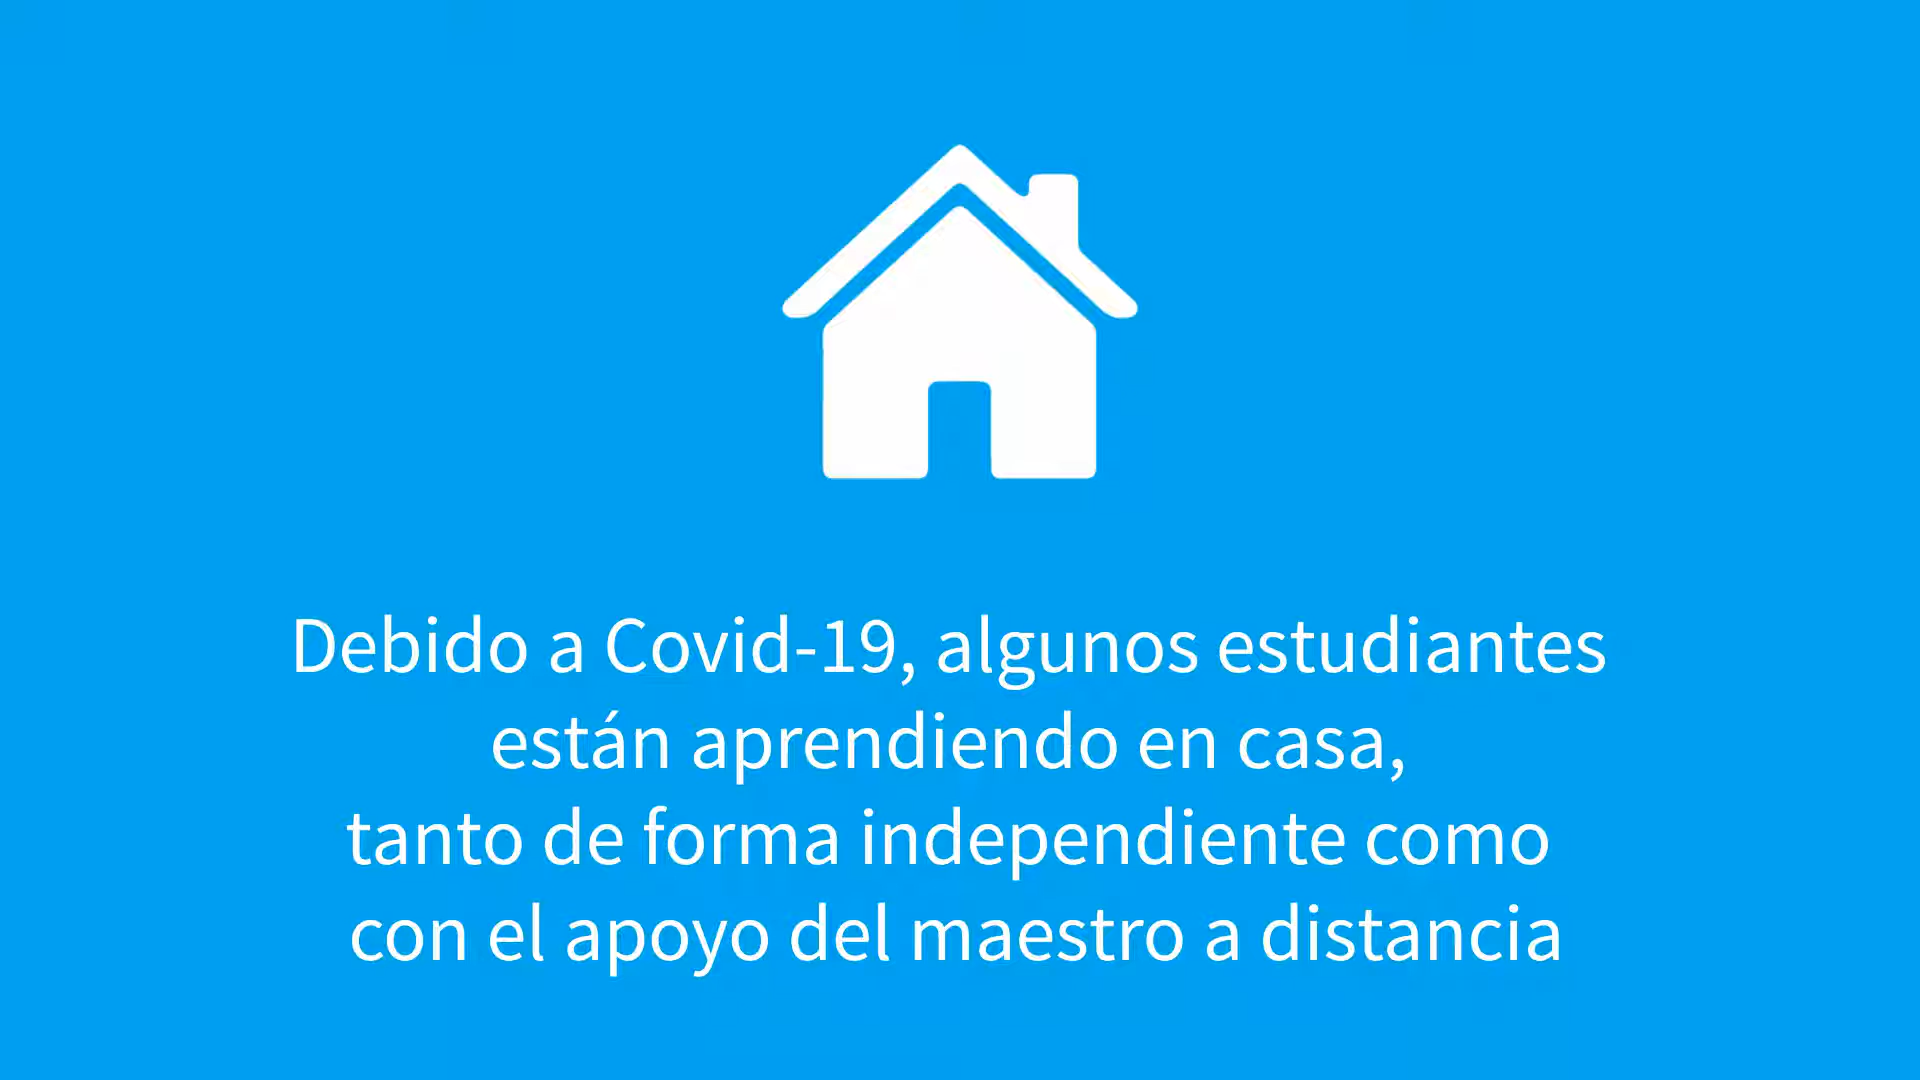 Debido a Covid-19, algunos estudiantes
están aprendiendo en casa,
tanto de forma independiente como
con el apoyo del maestro a distancia